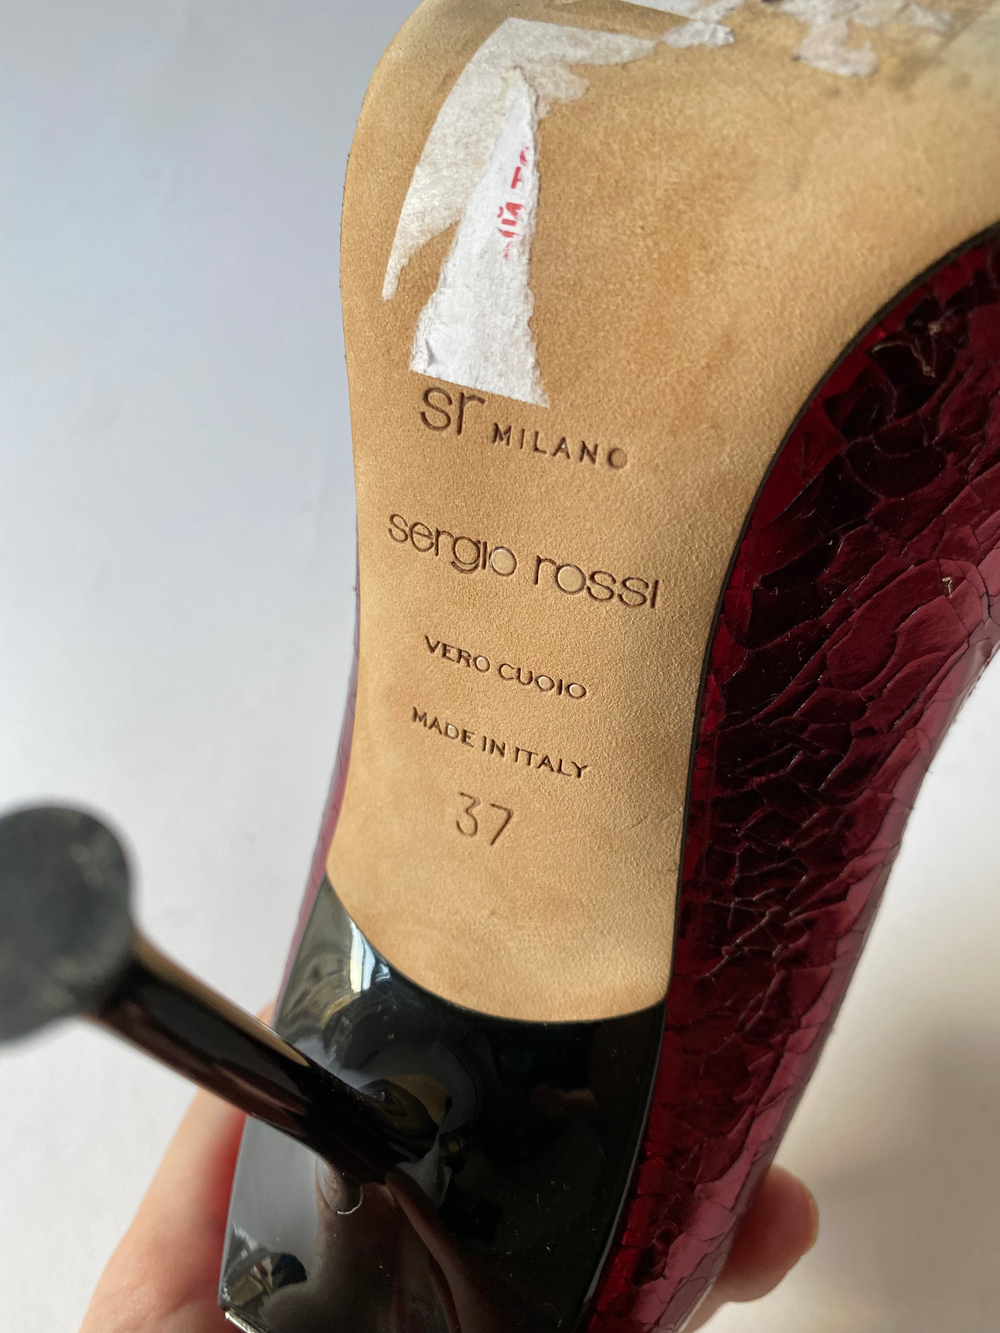 sr MILANO
sergio rossi
VERO CUOIO
MADE IN ITALY
37